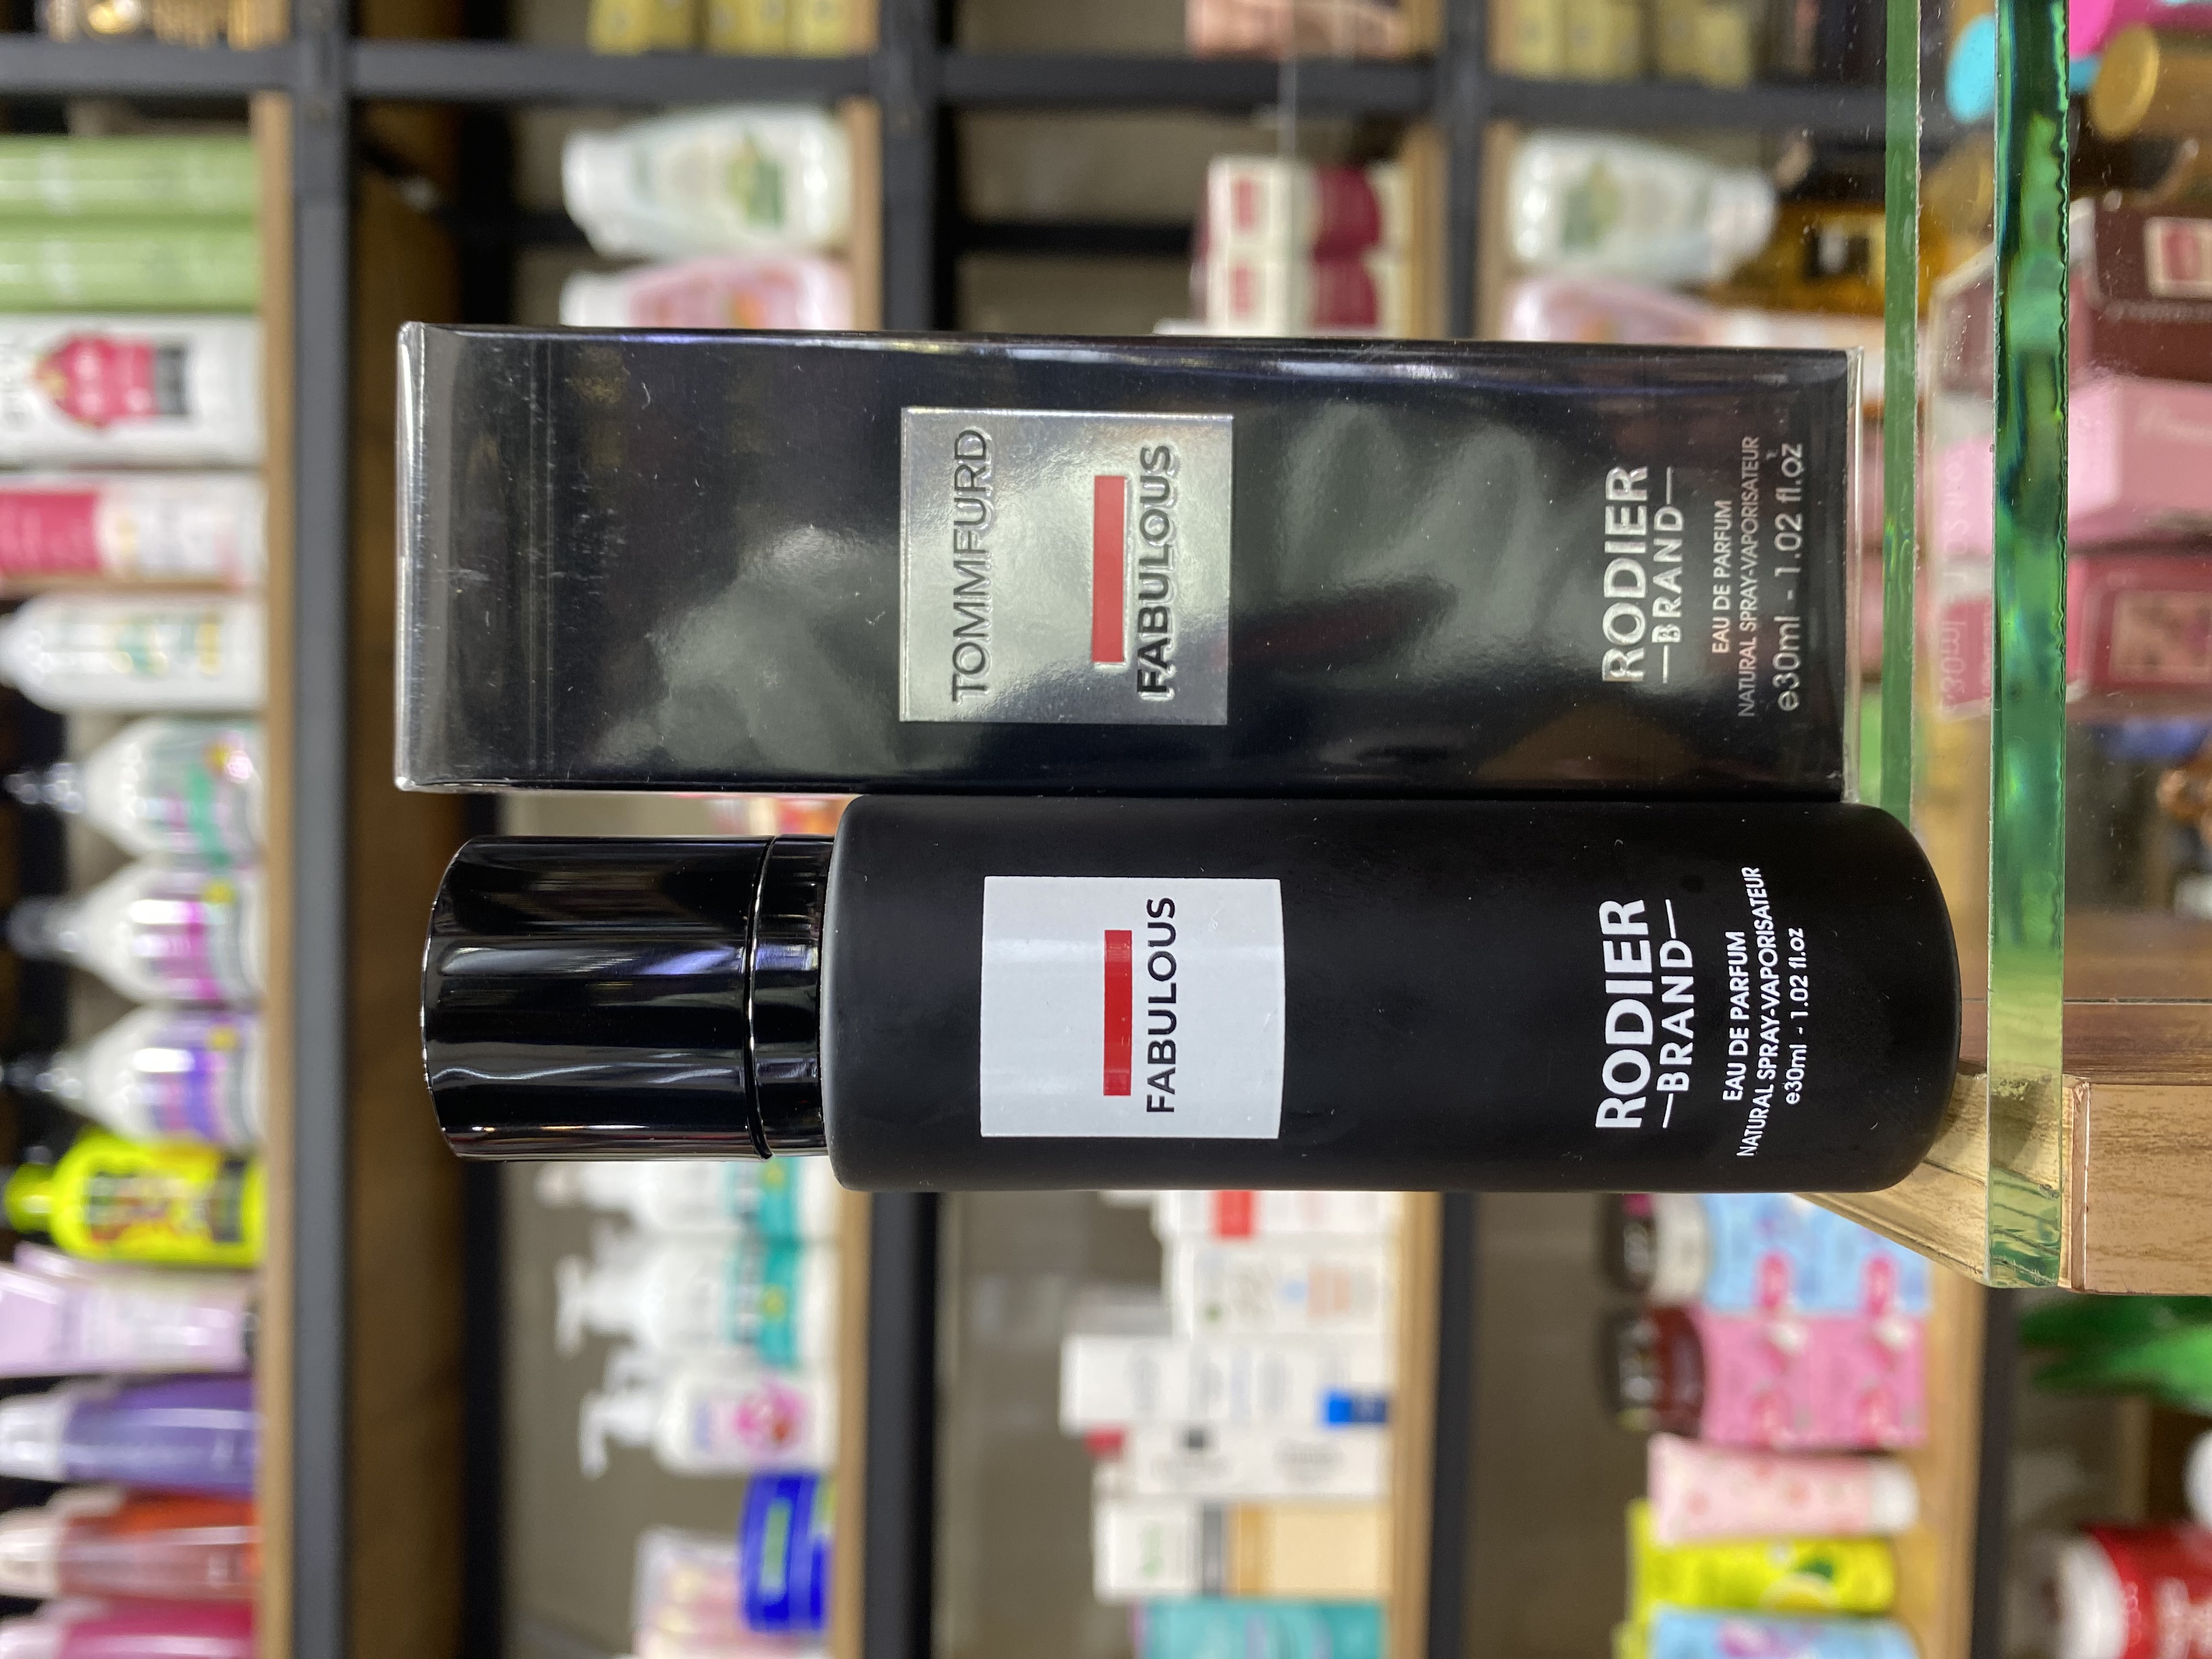 TOMMFURD
FABULOUS
RODIER
BRAND
EAU DE PARFUM
NATURAL SPRAY-VAPORISATEUR
e30ml - 1.02 fl.oz
FABULOUS
RODIER
BRAND
EAU DE PARFUM
NATURAL SPRAY-VAPORISATEUR
e30ml - 1.02 fl.oz